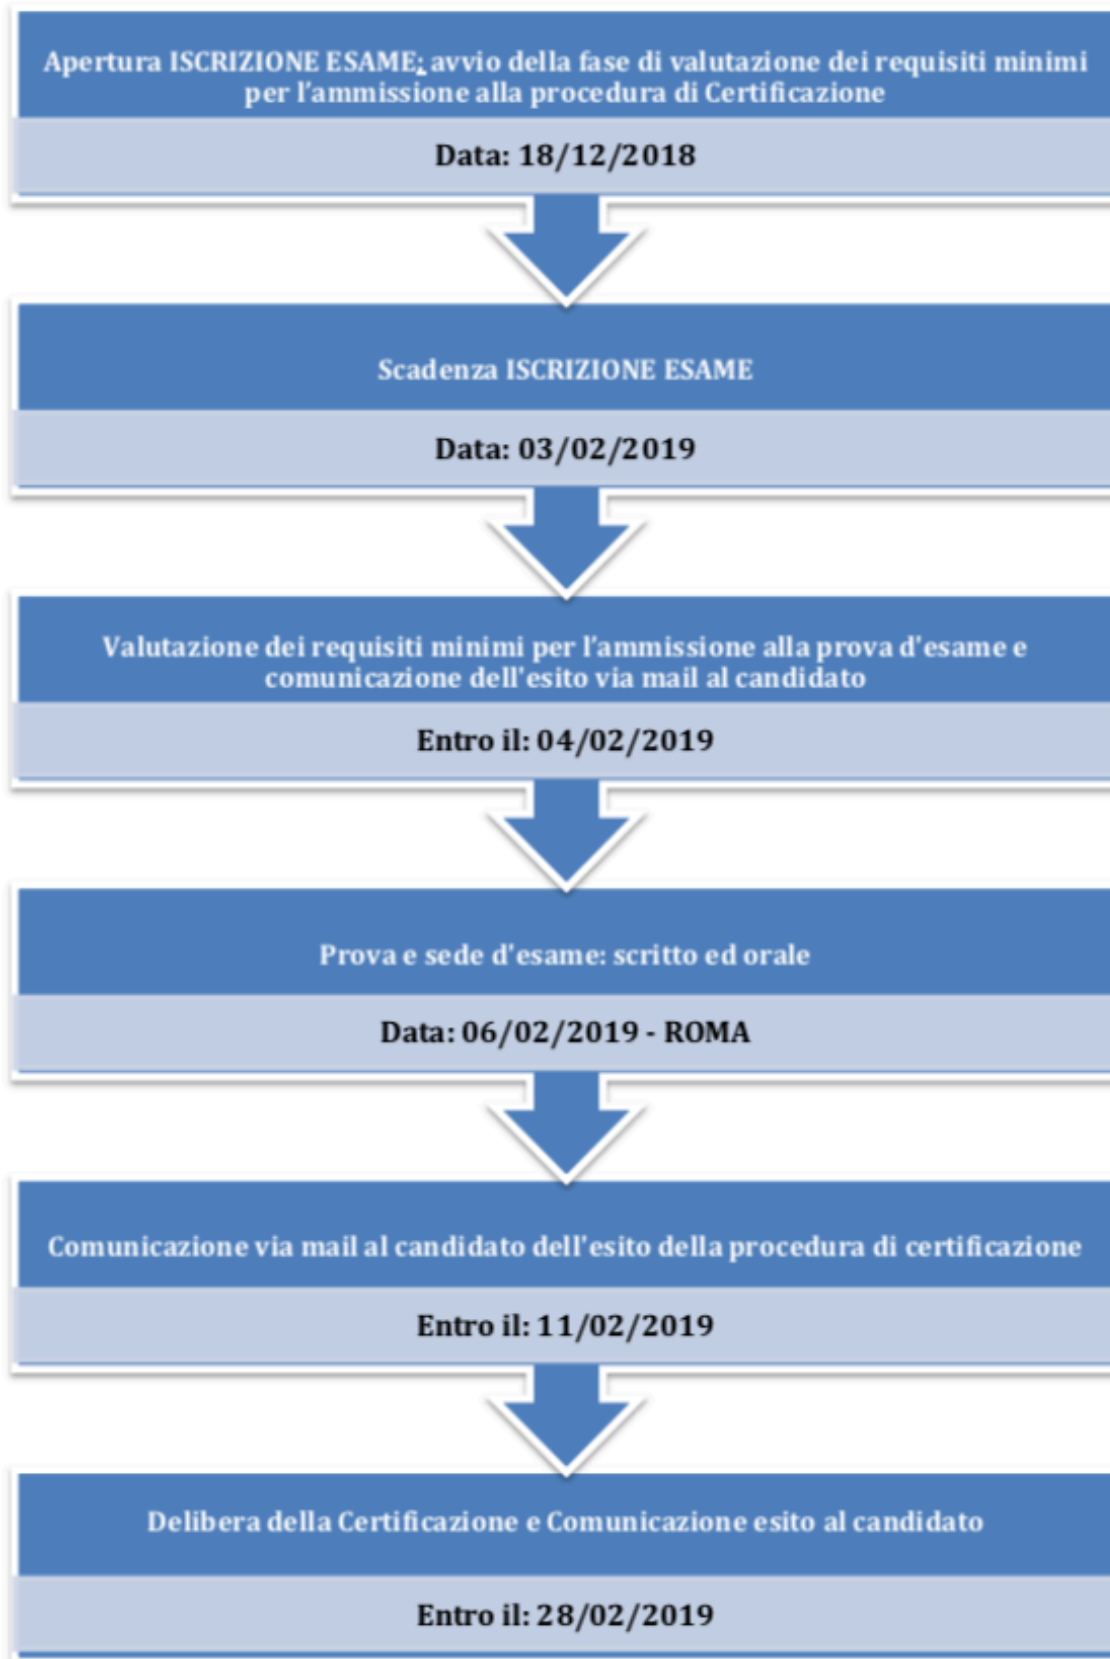 Apertura ISCRIZIONE ESAME: avvio della fase di valutazione dei requisiti minimi
per l'ammissione alla procedura di Certificazione
Data: 18/12/2018
Scadenza ISCRIZIONE ESAME
Data: 03/02/2019
Valutazione dei requisiti minimi per l'ammissione alla prova d'esame e
comunicazione dell'esito via mail al candidato
Entro il: 04/02/2019
Prova e sede d'esame: scritto ed orale
Data: 06/02/2019 - ROMA
Comunicazione via mail al candidato dell'esito della procedura di certificazione
Entro il: 11/02/2019
Delibera della Certificazione e Comunicazione esito al candidato
Entro il: 28/02/2019